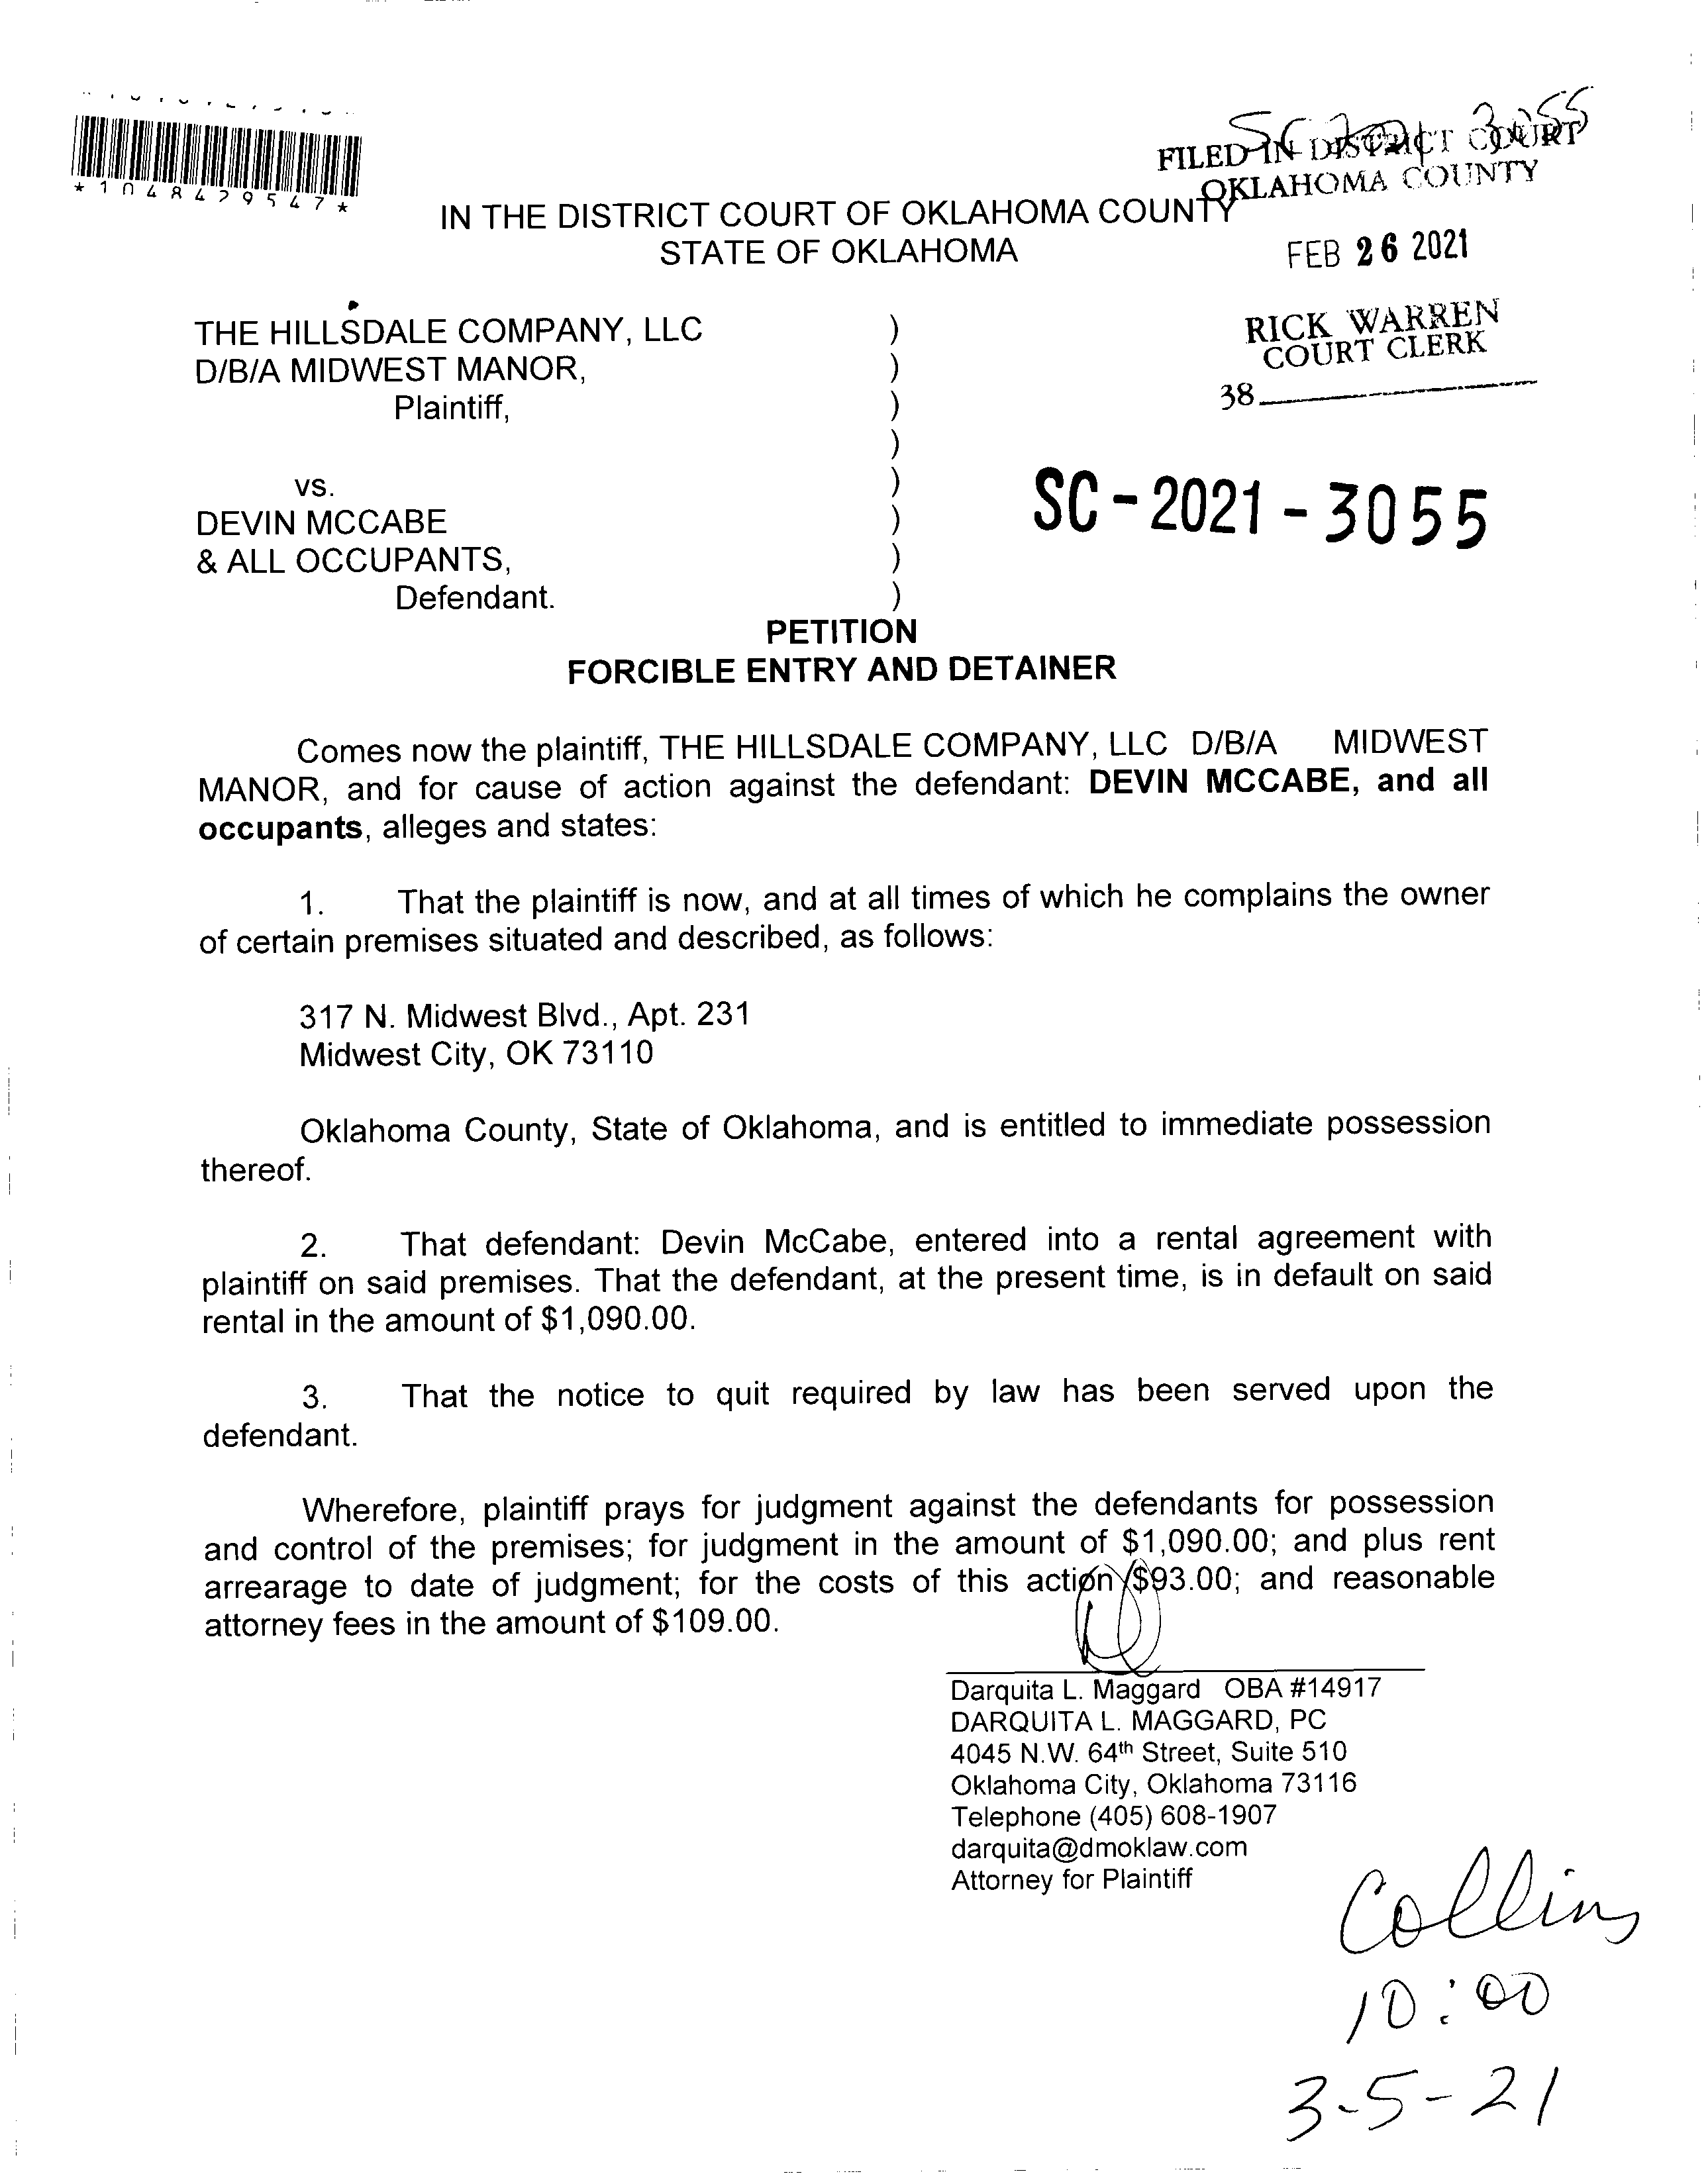 *1048429547*
SC 2021 3055
FILED IN DISTRICT COURT
OKLAHOMA COUNTY
IN THE DISTRICT COURT OF OKLAHOMA COUNTY
STATE OF OKLAHOMA
FEB 26 2021
RICK WARREN
COURT CLERK
38
THE HILLSDALE COMPANY, LLC )
D/B/A MIDWEST MANOR, )
Plaintiff, )
)
vs. )
DEVIN MCCABE )
& ALL OCCUPANTS, )
Defendant. )
SC-2021-3055
PETITION
FORCIBLE ENTRY AND DETAINER
Comes now the plaintiff, THE HILLSDALE COMPANY, LLC D/B/A MIDWEST
MANOR, and for cause of action against the defendant: DEVIN MCCABE, and all
occupants, alleges and states:
1. That the plaintiff is now, and at all times of which he complains the owner
of certain premises situated and described, as follows:
317 N. Midwest Blvd., Apt. 231
Midwest City, OK 73110
Oklahoma County, State of Oklahoma, and is entitled to immediate possession
thereof.
2. That defendant: Devin McCabe, entered into a rental agreement with
plaintiff on said premises. That the defendant, at the present time, is in default on said
rental in the amount of $1,090.00.
3. That the notice to quit required by law has been served upon the
defendant.
Wherefore, plaintiff prays for judgment against the defendants for possession
and control of the premises; for judgment in the amount of $1,090.00; and plus rent
arrearage to date of judgment; for the costs of this action $93.00; and reasonable
attorney fees in the amount of $109.00.
Darquita L. Maggard OBA #14917
DARQUITA L. MAGGARD, PC
4045 N.W. 64th Street, Suite 510
Oklahoma City, Oklahoma 73116
Telephone (405) 608-1907
darquita@dmoklaw.com
Attorney for Plaintiff
Collins
10:00
3-5-21